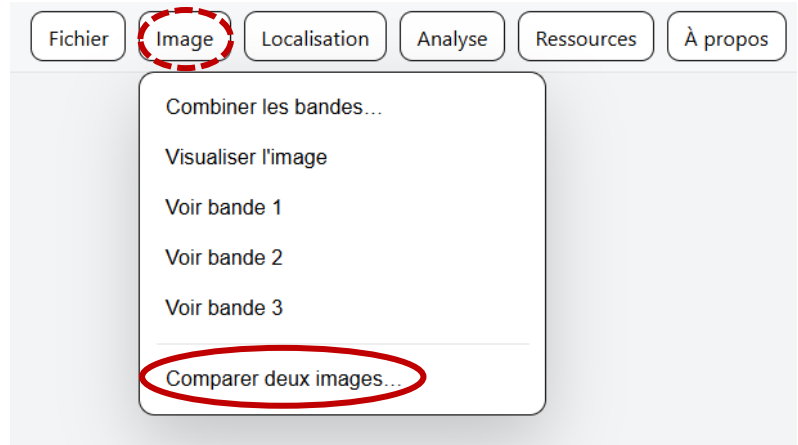 Fichier Image Localisation Analyse Ressources À propos
Combiner les bandes...
Visualiser l'image
Voir bande 1
Voir bande 2
Voir bande 3
Comparer deux images...